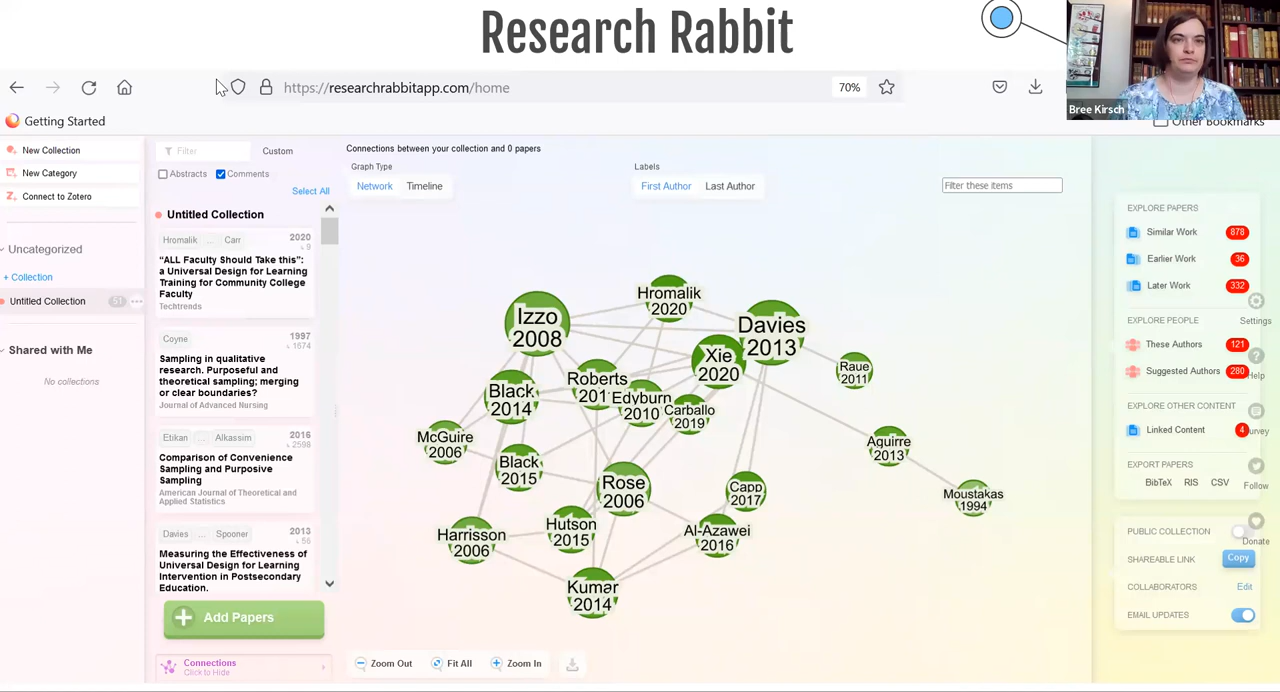 Research Rabbit
Bree Kirsch
https://researchrabbitapp.com/home
70%
Getting Started
Other Bookmarks
New Collection
New Category
Connect to Zotero
Uncategorized
+ Collection
Untitled Collection 51 ...
Shared with Me
No collections
Filter
Custom
Abstracts
Comments
Select All
Untitled Collection
Hromalik ... Carr 2020
9
“ALL Faculty Should Take this”:
a Universal Design for Learning
Training for Community College
Faculty
Techtrends
Coyne 1997
1674
Sampling in qualitative
research. Purposeful and
theoretical sampling; merging
or clear boundaries?
Journal of Advanced Nursing
Etikan ... Alkassim 2016
2598
Comparison of Convenience
Sampling and Purposive
Sampling
American Journal of Theoretical and
Applied Statistics
Davies ... Spooner 2013
56
Measuring the Effectiveness of
Universal Design for Learning
Intervention in Postsecondary
Education.
Add Papers
Connections
Click to Hide
Connections between your collection and 0 papers
Graph Type
Network Timeline
Labels
First Author Last Author
Filter these items
Izzo
2008
Hromalik
2020
Davies
2013
Xie
2020
Raue
2011
Roberts
201
Black
2014
Edyburn
2010
Carballo
2019
McGuire
2006
Aquirre
2013
Black
2015
Rose
2006
Capp
2017
Moustakas
1994
Harrisson
2006
Hutson
2015
Al-Azawei
2016
Kumar
2014
Zoom Out
Fit All
Zoom In
EXPLORE PAPERS
Similar Work 878
Earlier Work 36
Later Work 332
EXPLORE PEOPLE
These Authors 121
Suggested Authors 280
EXPLORE OTHER CONTENT
Linked Content 4
EXPORT PAPERS
BibTeX RIS CSV
PUBLIC COLLECTION
SHAREABLE LINK Copy
COLLABORATORS Edit
EMAIL UPDATES
Settings
Help
urvey
Follow
Donate